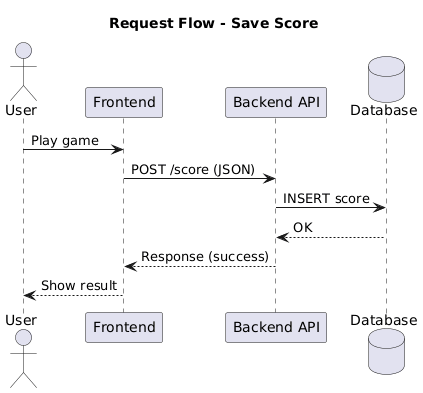 Request Flow - Save Score
User
Frontend
Backend API
Database
Play game
POST /score (JSON)
INSERT score
OK
Response (success)
Show result
User
Frontend
Backend API
Database